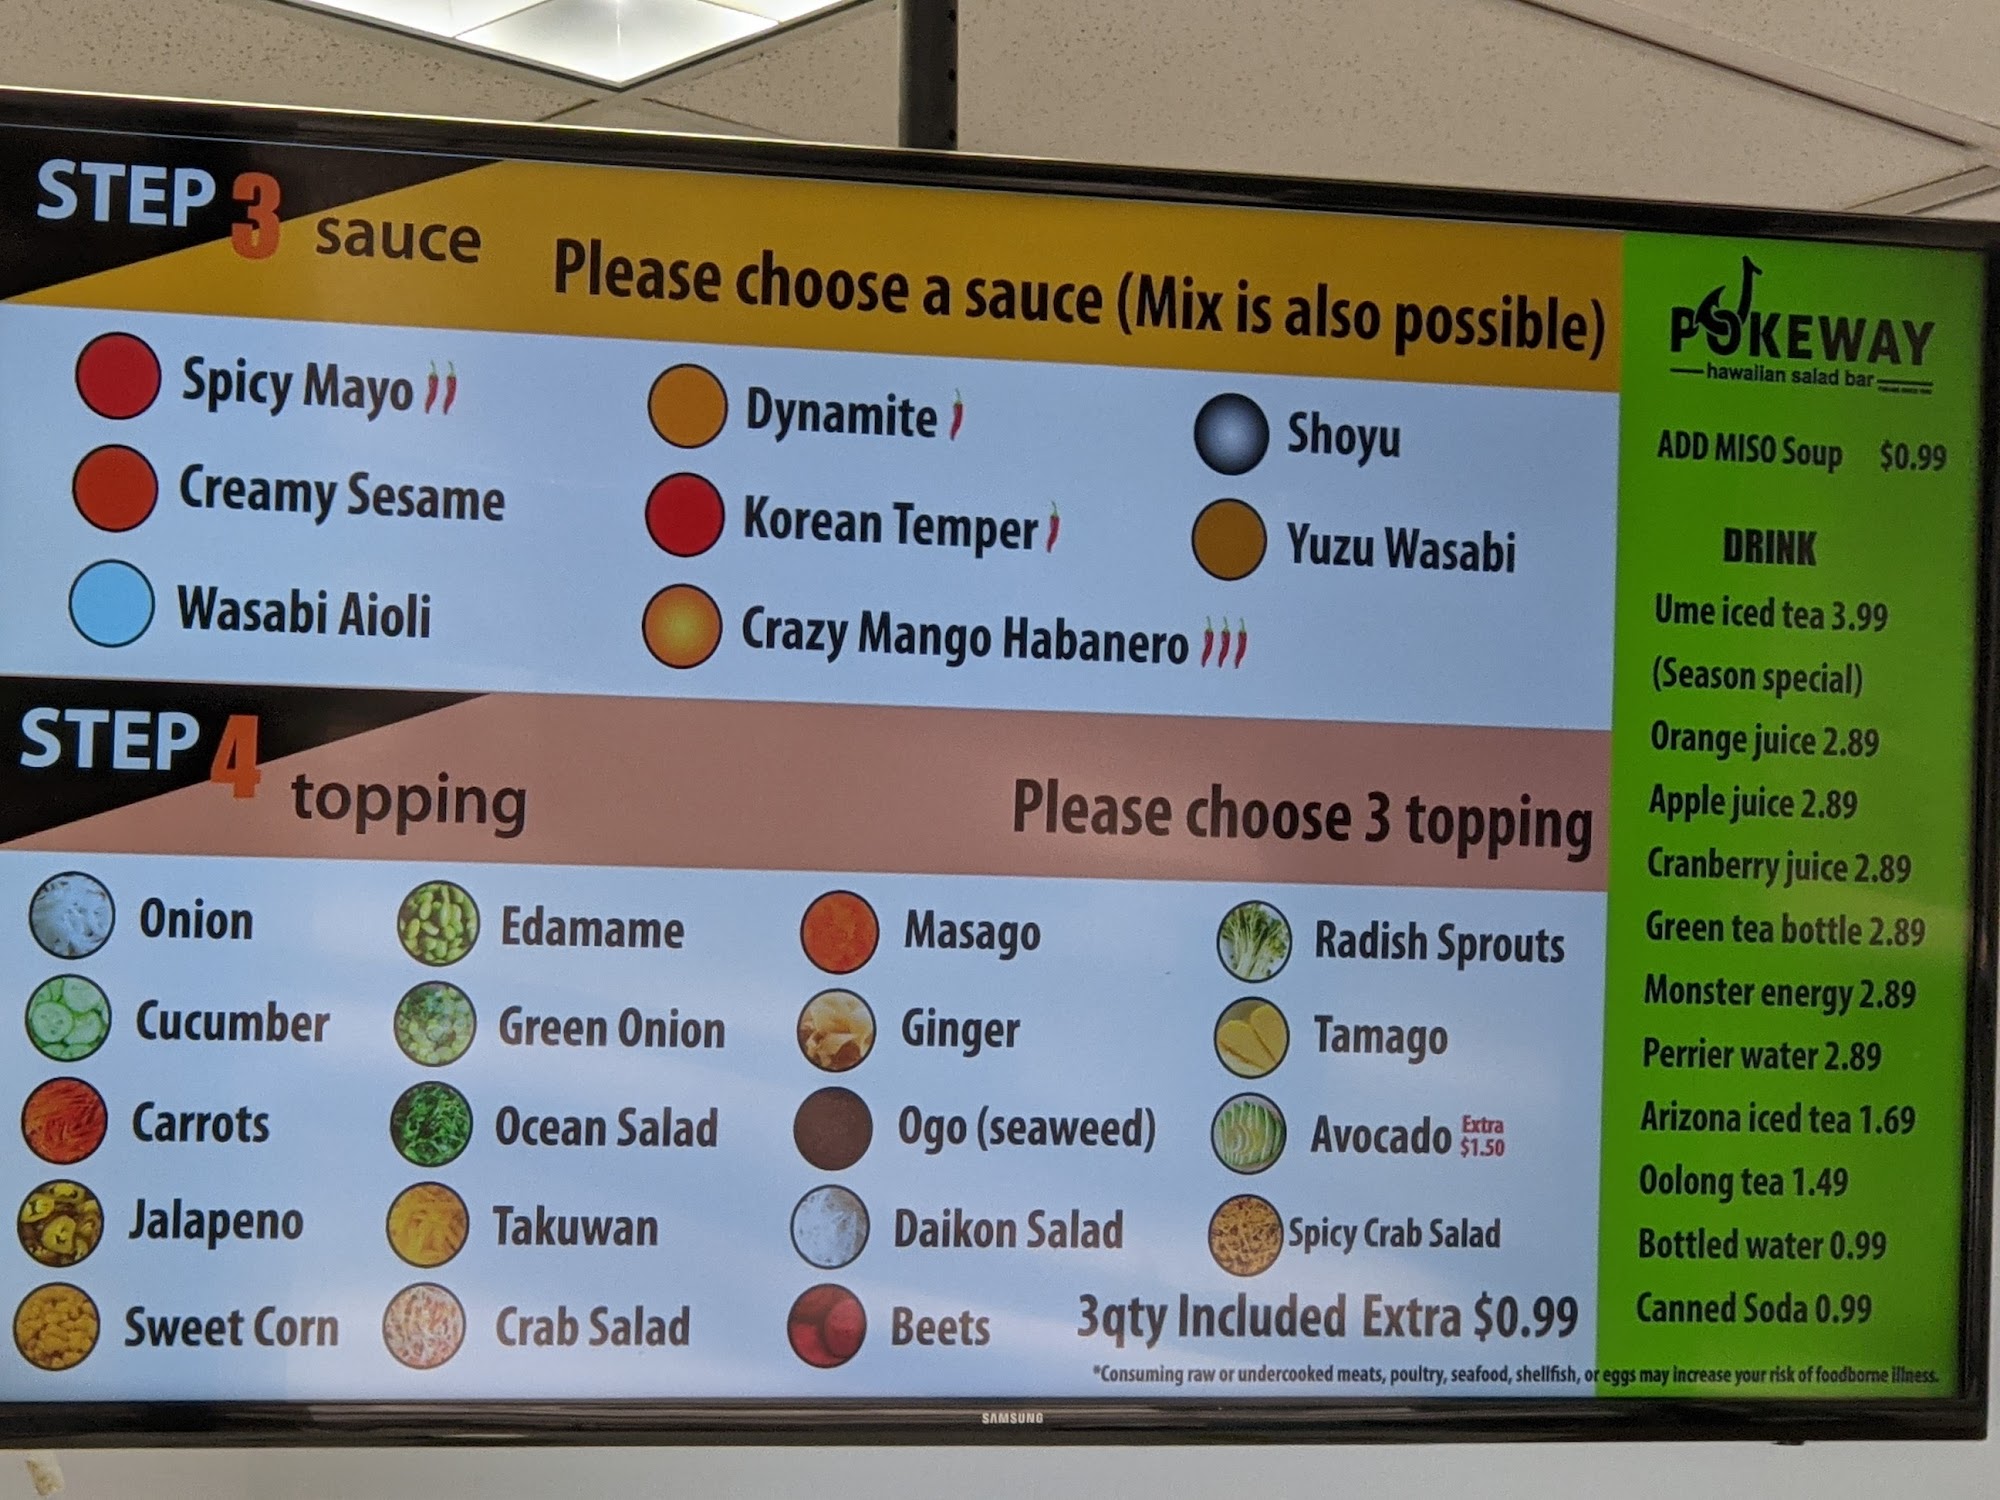 STEP 3 sauce
Please choose a sauce (Mix is also possible)
Spicy Mayo
Dynamite
Shoyu
Creamy Sesame
Korean Temper
Yuzu Wasabi
Wasabi Aioli
Crazy Mango Habanero
STEP 4 topping
Please choose 3 topping
Onion
Edamame
Masago
Radish Sprouts
Cucumber
Green Onion
Ginger
Tamago
Carrots
Ocean Salad
Ogo (seaweed)
Avocado Extra $1.50
Jalapeno
Takuwan
Daikon Salad
Spicy Crab Salad
Sweet Corn
Crab Salad
Beets
3qty Included Extra $0.99
*Consuming raw or undercooked meats, poultry, seafood, shellfish, or eggs may increase your risk of foodborne illness.
POKEWAY
hawaiian salad bar
ADD MISO Soup $0.99
DRINK
Ume iced tea 3.99
(Season special)
Orange juice 2.89
Apple juice 2.89
Cranberry juice 2.89
Green tea bottle 2.89
Monster energy 2.89
Perrier water 2.89
Arizona iced tea 1.69
Oolong tea 1.49
Bottled water 0.99
Canned Soda 0.99
SAMSUNG